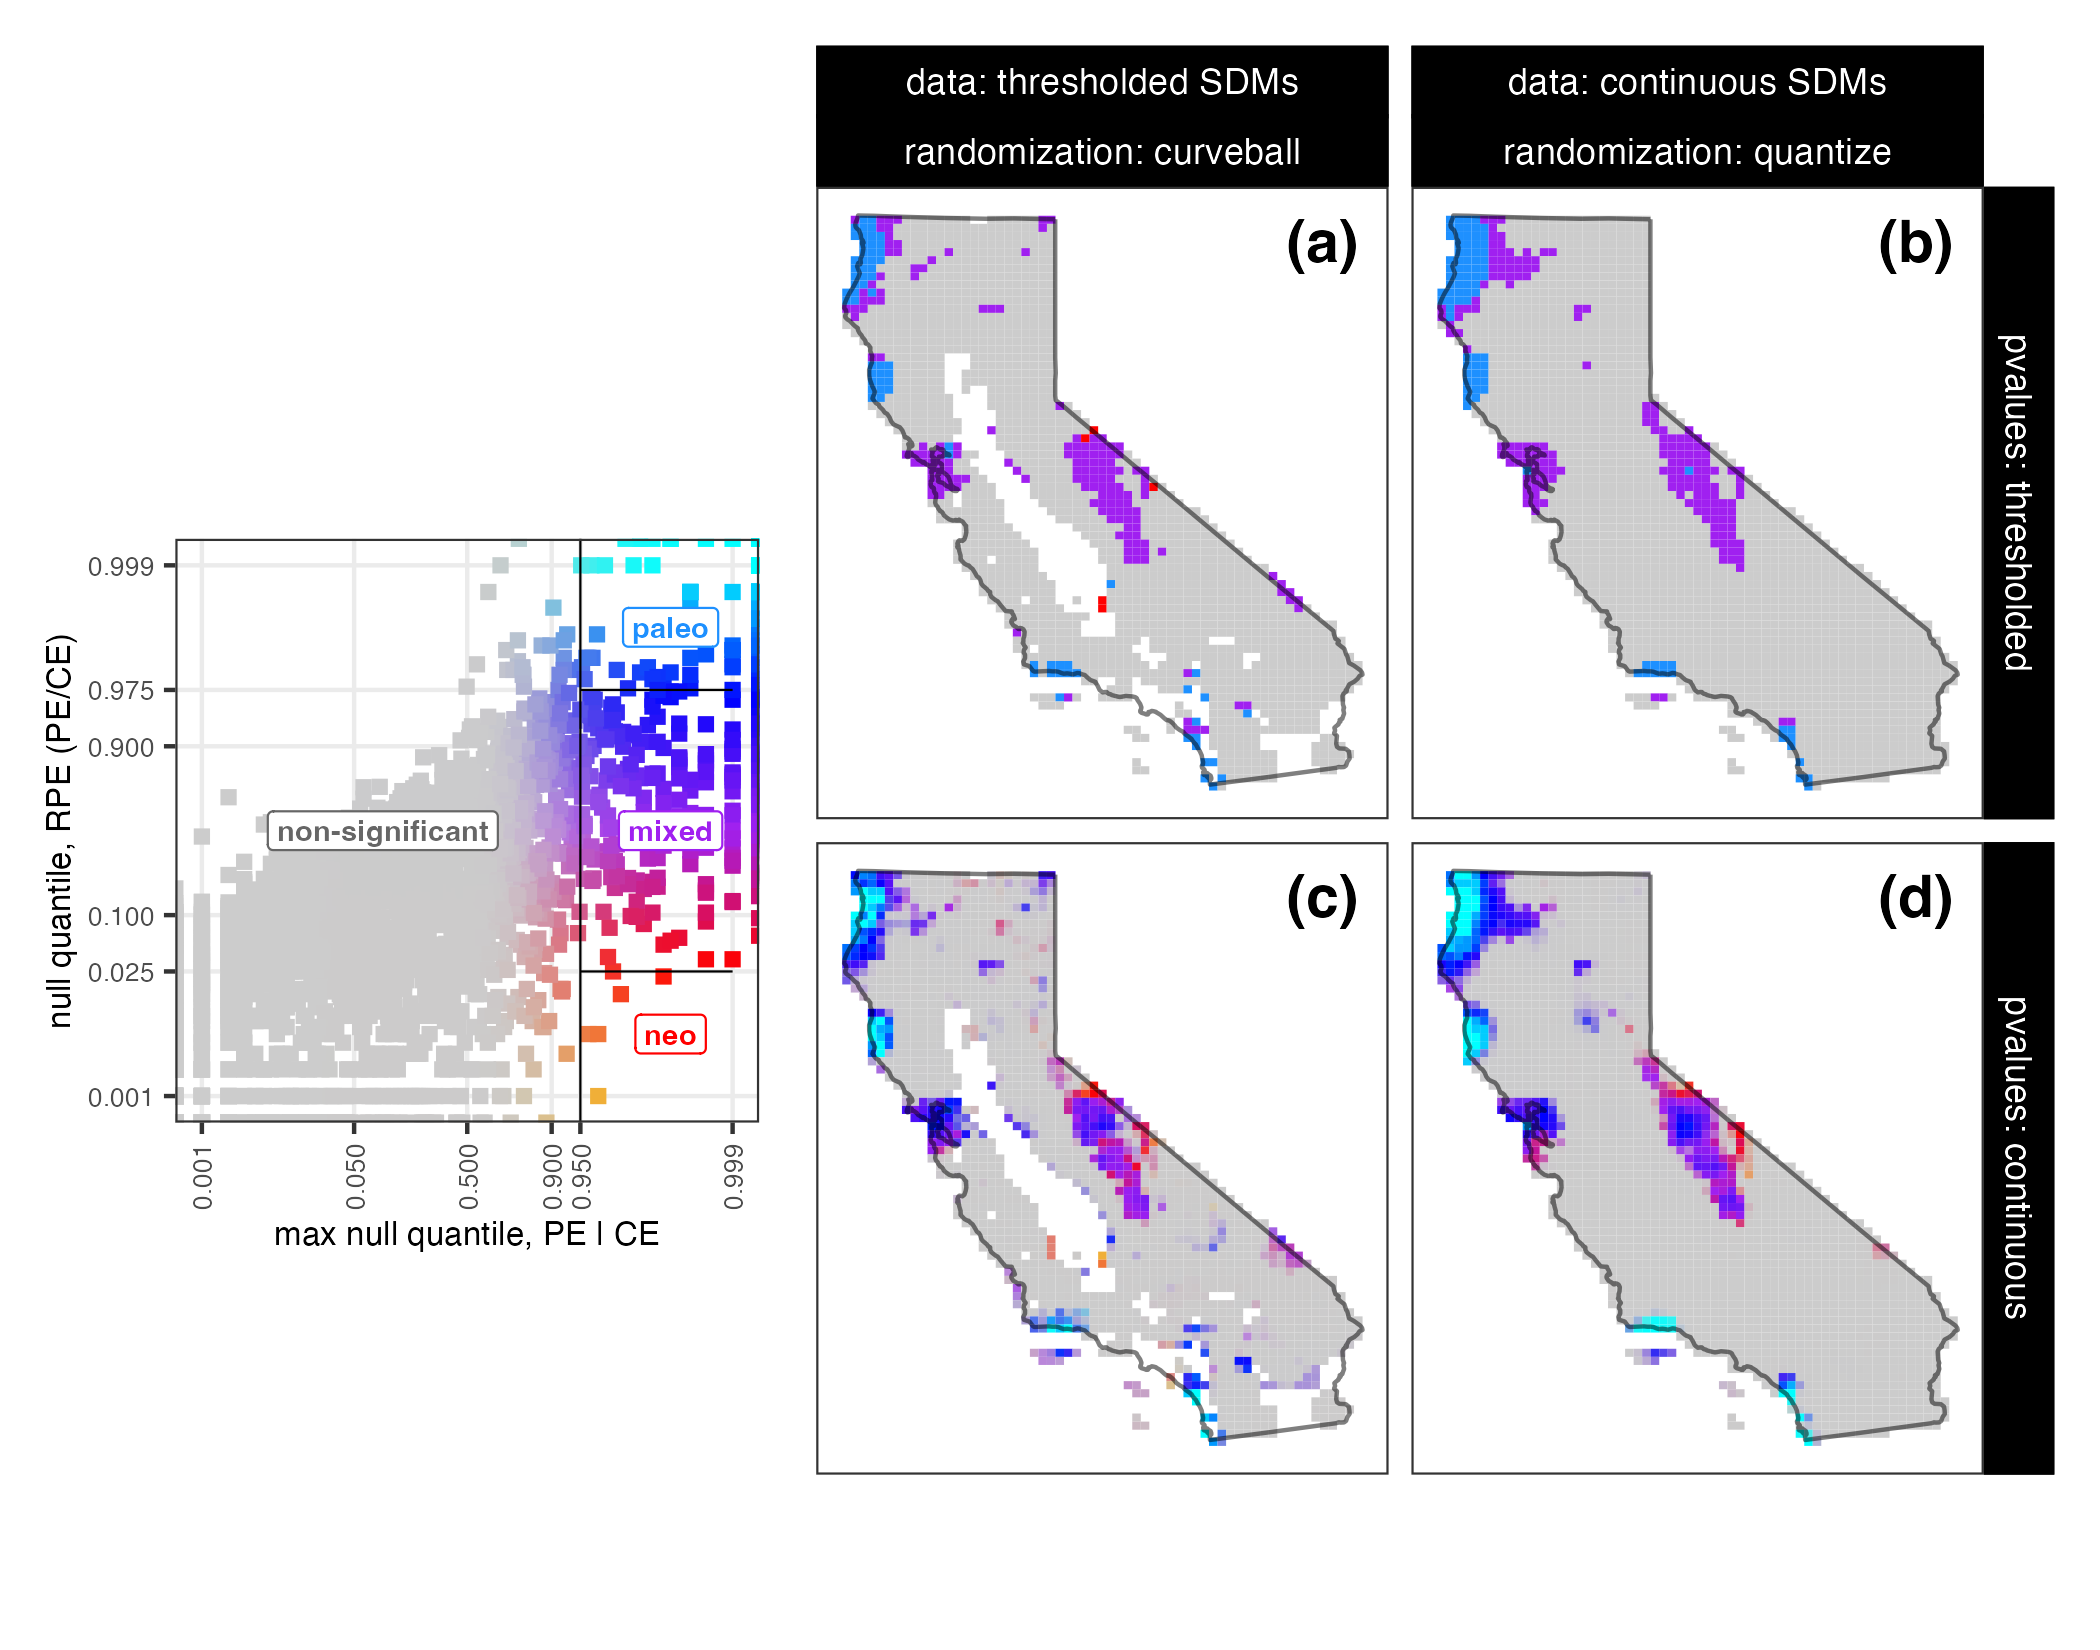 data: thresholded SDMs
randomization: curveball
data: continuous SDMs
randomization: quantize
(a)
(b)
pvalues: thresholded
(c)
(d)
pvalues: continuous
null quantile, RPE (PE/CE)
0.999
0.975
0.900
0.100
0.025
0.001
paleo
non-significant
mixed
neo
0.001
0.050
0.500
0.900
0.950
0.999
max null quantile, PE | CE